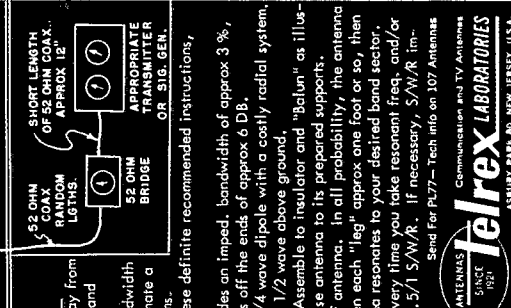 52 OHM
COAX
RANDOM
LGTHS.
SHORT LENGTH
OF 52 OHM COAX..
APPROX 12"
52 OHM
BRIDGE
APPROPRIATE
TRANSMITTER
OR SIG. GEN.
ay from
and
dwidth
nate a
ns.
se definite recommended instructions,
des an imped. bandwidth of approx 3%,
s off the ends of approx 6 DB.
/4 wave dipole with a costly radial system,
1/2 wave above ground.
Assemble to insulator and "Balun" as illus-
se antenna to its prepared supports.
antenna. In all probability, the antenna
n each "leg" approx one foot or so, then
a resonates to your desired band sector.
very time you take resonant freq. and/or
/1 S/W/R. If necessary, S/W/R im-
Send For PL77 — Tech info on 107 Antennas
ANTENNAS
SINCE
1921
Communication and TV Antennas
telrex LABORATORIES
ASBURY PARK 10, NEW JERSEY, U.S.A.